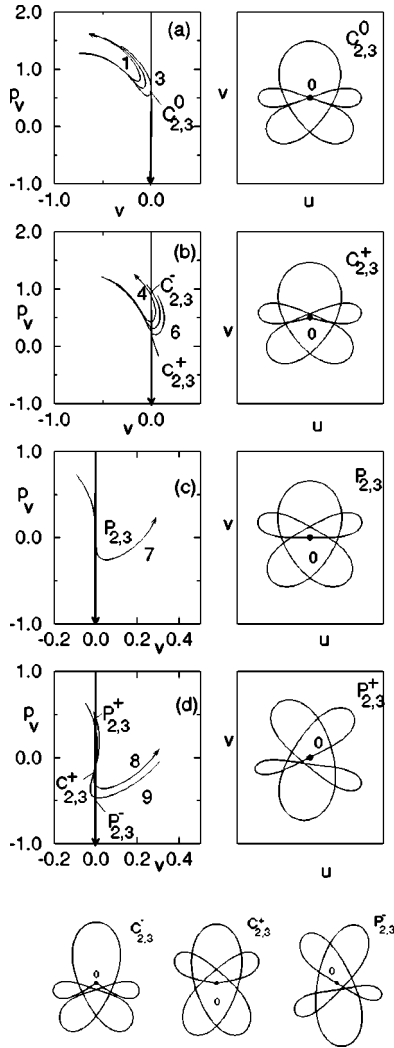 2.0 (a) C⁰₂,₃
1.0 1 3 0
p_v v
0.0 C⁰₂,₃
-1.0
-1.0 v 0.0 u
2.0 (b) C⁺₂,₃
C⁻₂,₃
1.0 4
p_v 6 v 0
0.0
C⁺₂,₃
-1.0
-1.0 v 0.0 u
1.0 (c) P₂,₃
p_v v
0.0 P₂,₃ 7 0
-1.0
-0.2 0.0 v 0.4 u
1.0 P⁺₂,₃ (d) P⁺₂,₃
p_v v 0
0.0 8
C⁺₂,₃ 9
P⁻₂,₃
-1.0
-0.2 0.0 0.2 v 0.4 u
C⁻₂,₃ C⁺₂,₃ P⁻₂,₃
0 0 0